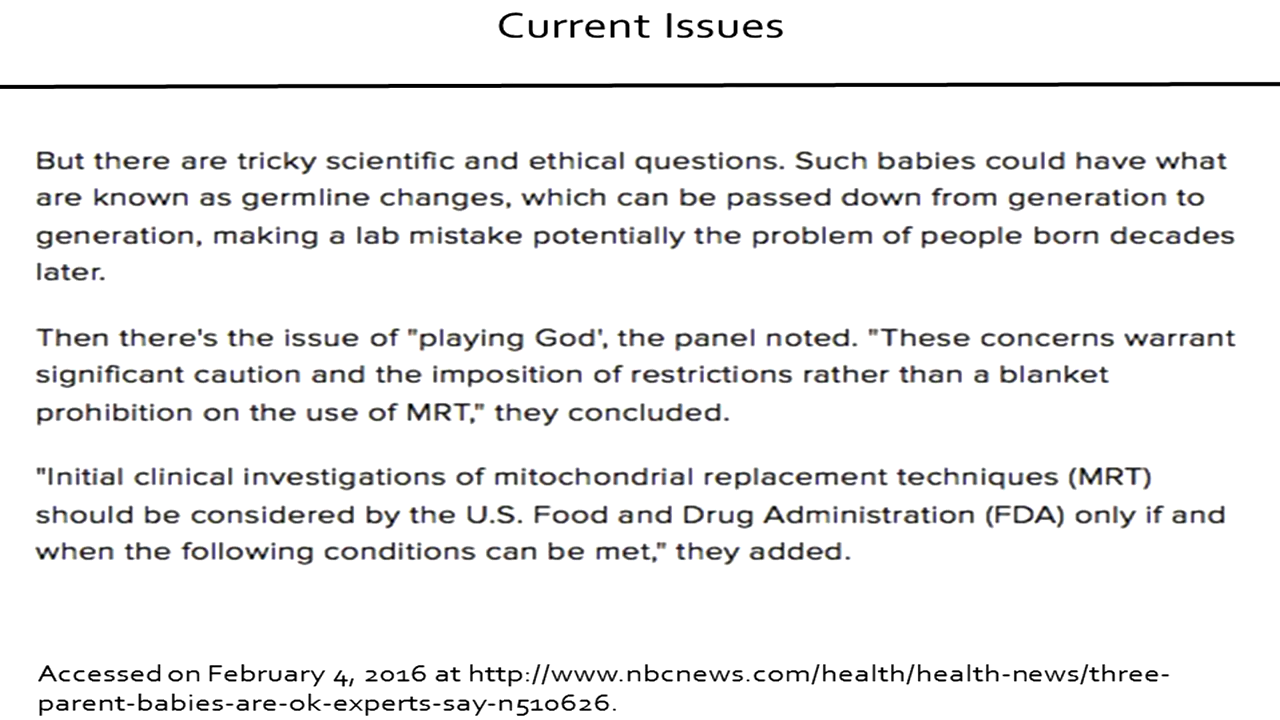 Current Issues
But there are tricky scientific and ethical questions. Such babies could have what
are known as germline changes, which can be passed down from generation to
generation, making a lab mistake potentially the problem of people born decades
later.
Then there's the issue of "playing God', the panel noted. "These concerns warrant
significant caution and the imposition of restrictions rather than a blanket
prohibition on the use of MRT," they concluded.
"Initial clinical investigations of mitochondrial replacement techniques (MRT)
should be considered by the U.S. Food and Drug Administration (FDA) only if and
when the following conditions can be met," they added.
Accessed on February 4, 2016 at http://www.nbcnews.com/health/health-news/three-
parent-babies-are-ok-experts-say-n510626.